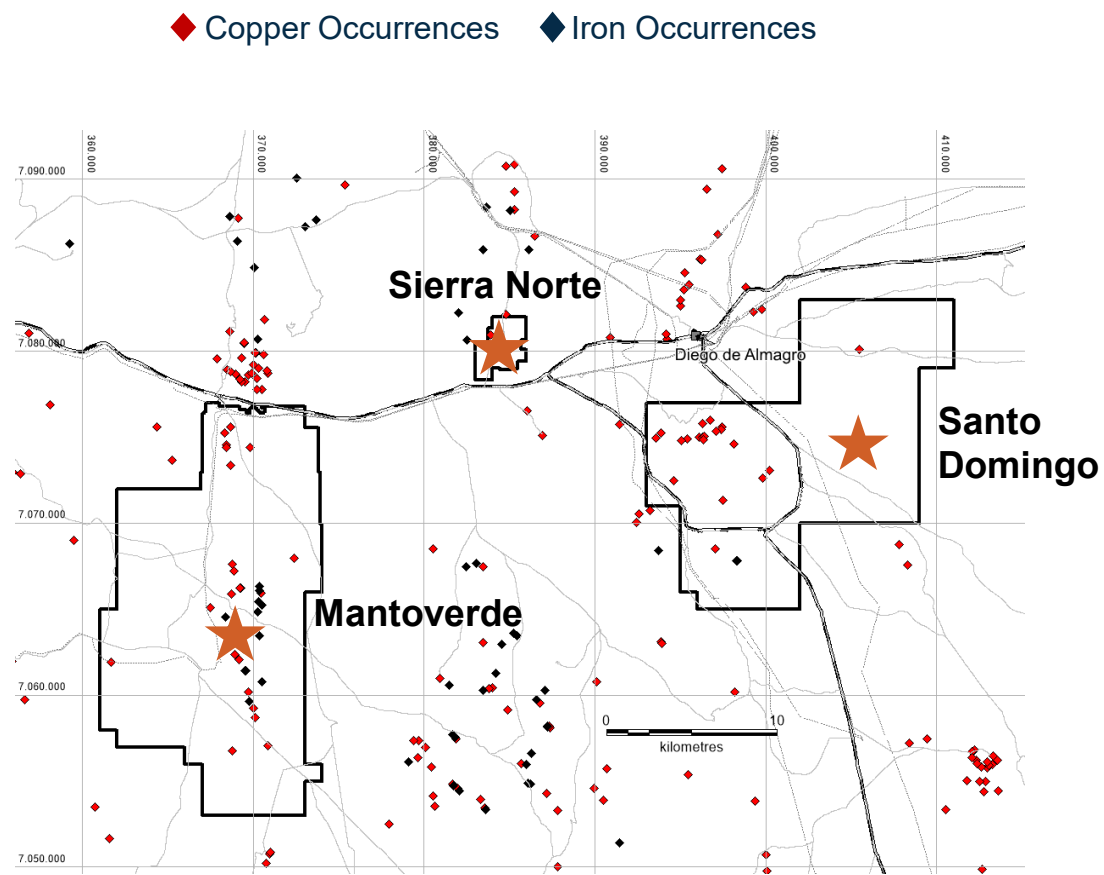 Copper Occurrences
Iron Occurrences
360.000
370.000
380.000
390.000
400.000
410.000
7.090.000
Sierra Norte
7.080.000
Diego de Almagro
Santo
Domingo
7.070.000
Mantoverde
7.060.000
0
10
kilometres
7.050.000